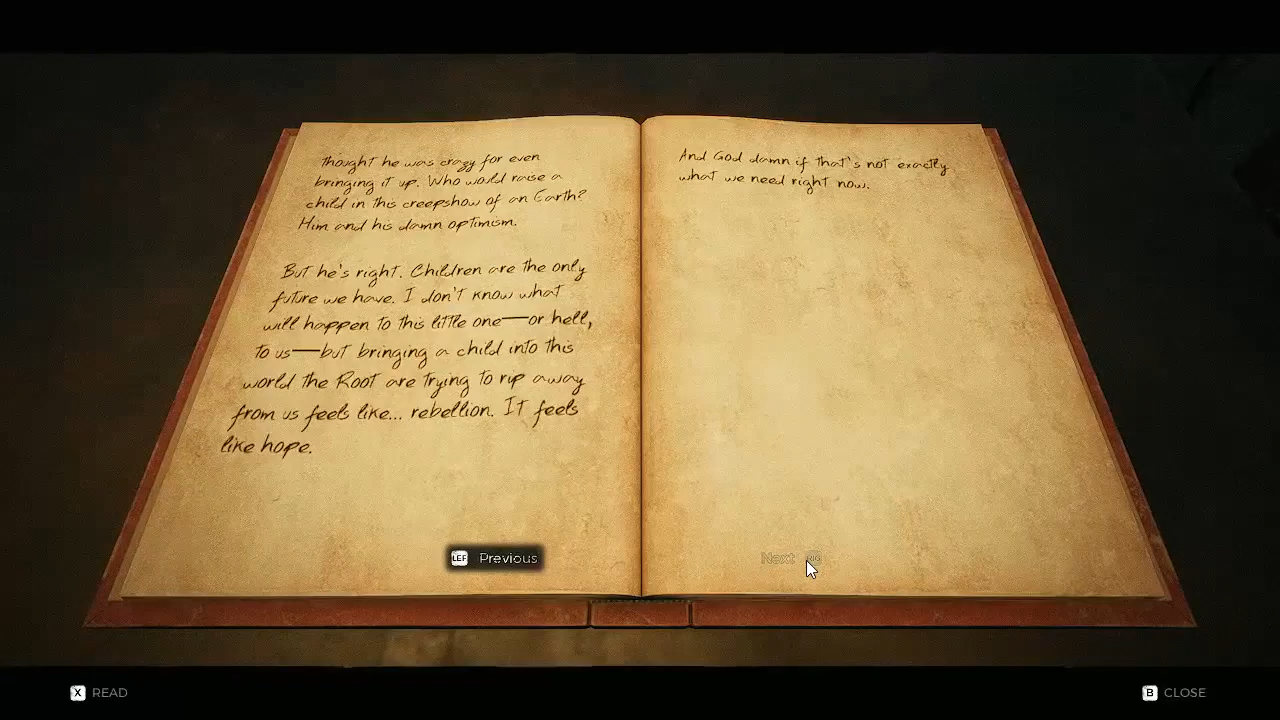 thought he was crazy for even
bringing it up. Who would raise a
child in this creepshow of an Earth?
Him and his damn optimism.
But he's right. Children are the only
future we have. I don't know what
will happen to this little one—or hell,
to us—but bringing a child into this
world the Root are trying to rip away
from us feels like... rebellion. It feels
like hope.
And God damn if that's not exactly
what we need right now.
LEF Previous
Next RIG
X READ
B CLOSE